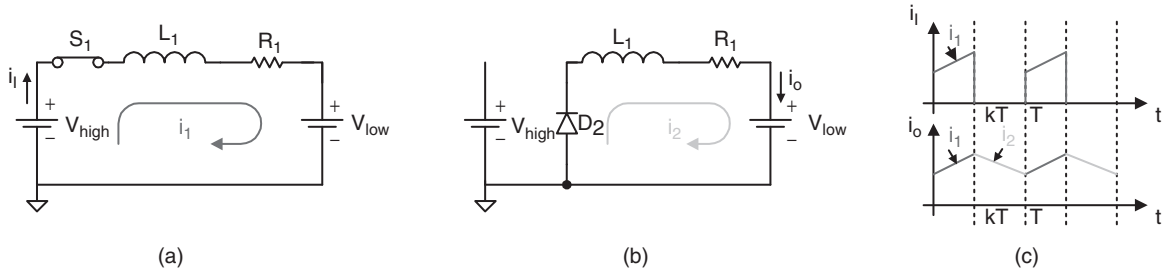 S1 L1 R1
iI
+ +
Vhigh i1 Vlow
− −
(a)
L1 R1
io
+ +
Vhigh D2 i2 Vlow
− −
(b)
iI
i1
kT T t
io
i1 i2
kT T t
(c)